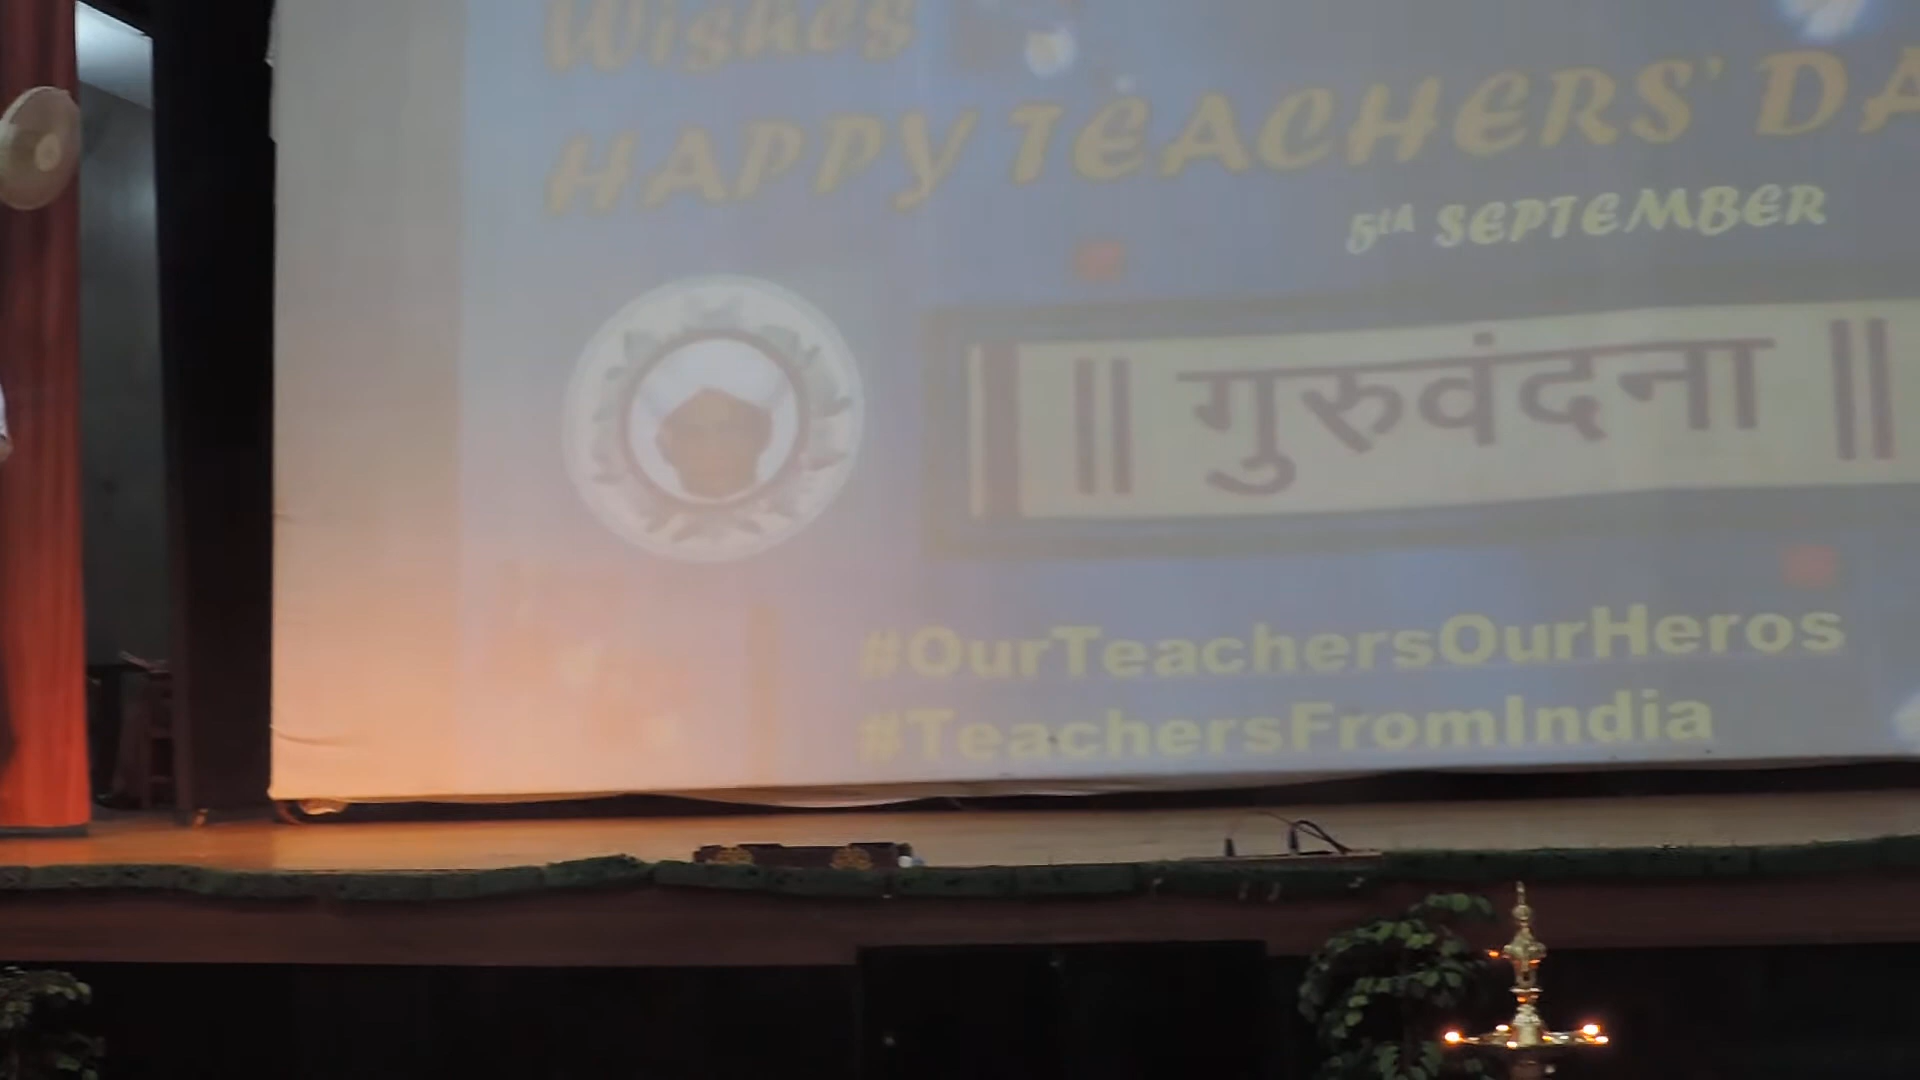 Wishes
HAPPY TEACHERS' DA
5th SEPTEMBER
|| गुरुवंदना ||
#OurTeachersOurHeros
#TeachersFromIndia